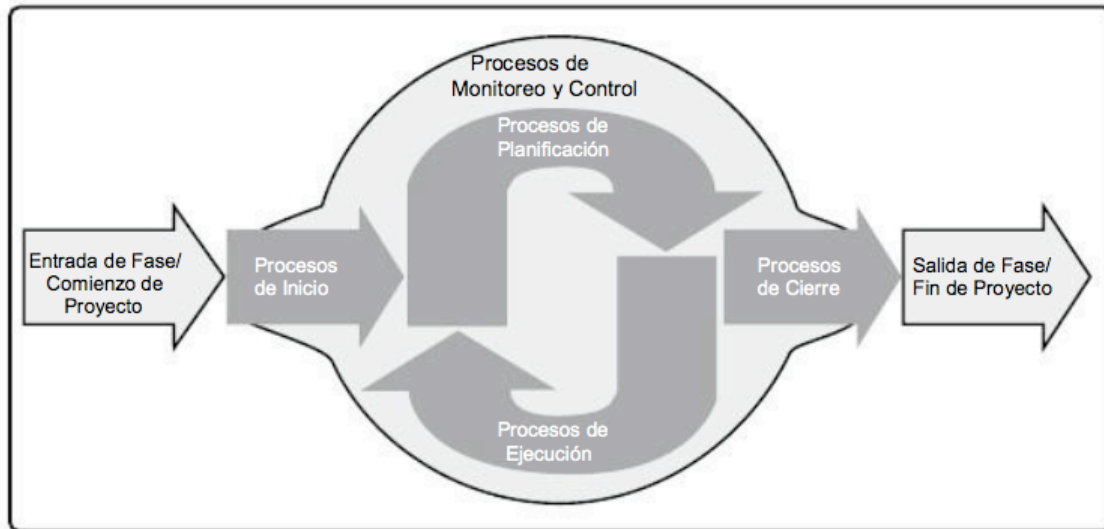 Procesos de
Monitoreo y Control
Procesos de
Planificación
Entrada de Fase/
Comienzo de
Proyecto
Procesos
de Inicio
Procesos
de Cierre
Salida de Fase/
Fin de Proyecto
Procesos de
Ejecución